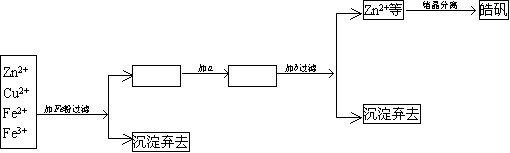 Zn²⁺等
结晶分离
皓矾
Zn²⁺
Cu²⁺
Fe²⁺
Fe³⁺
加Fe粉过滤
加a
加b过滤
沉淀弃去
沉淀弃去